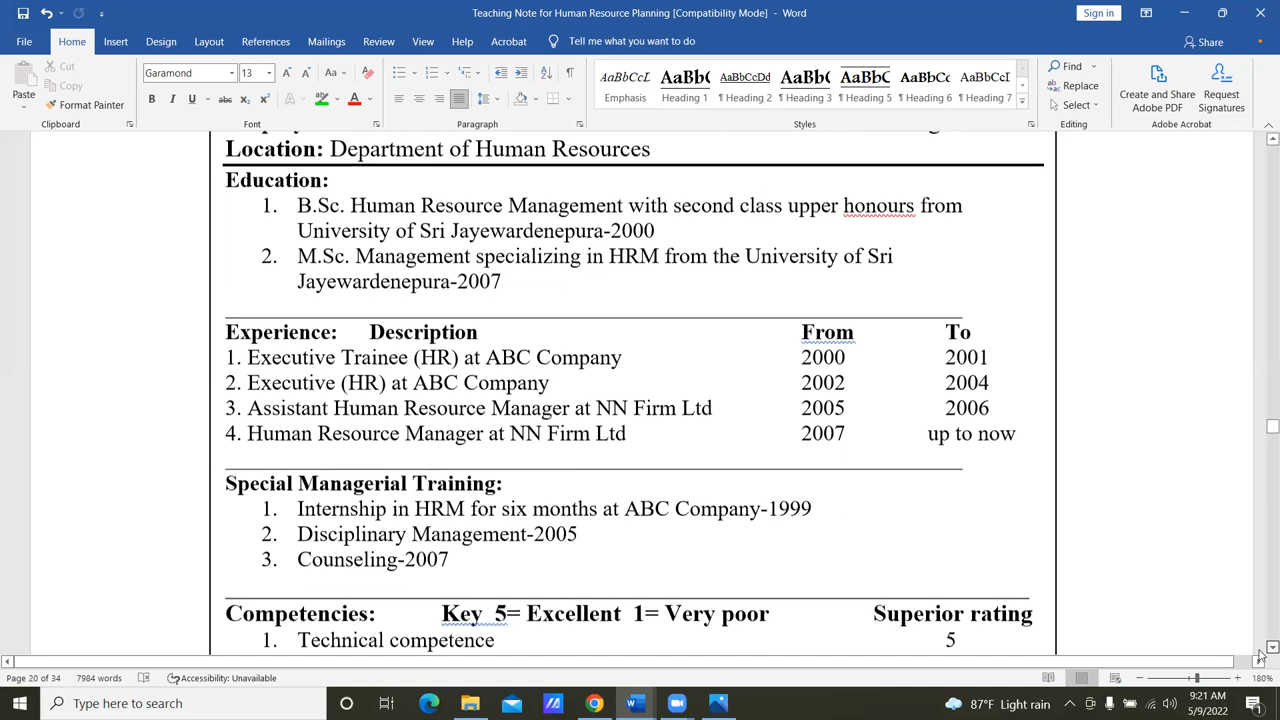 Teaching Note for Human Resource Planning [Compatibility Mode] - Word
Sign in
File Home Insert Design Layout References Mailings Review View Help Acrobat Tell me what you want to do Share
Paste
Cut
Copy
Format Painter
Clipboard
Garamond 13
Font
Paragraph
AaBbCcL AaBb( AaBbCcDd AaBbC AaBbC AaBbCc AaBbC7
Emphasis Heading 1 ¶ Heading 2 ¶ Heading 3 ¶ Heading 5 ¶ Heading 6 ¶ Heading 7
Styles
Find
Replace
Select
Editing
Create and Share Adobe PDF
Request Signatures
Adobe Acrobat
Location: Department of Human Resources
Education:
1. B.Sc. Human Resource Management with second class upper honours from
University of Sri Jayewardenepura-2000
2. M.Sc. Management specializing in HRM from the University of Sri
Jayewardenepura-2007
Experience: Description From To
1. Executive Trainee (HR) at ABC Company 2000 2001
2. Executive (HR) at ABC Company 2002 2004
3. Assistant Human Resource Manager at NN Firm Ltd 2005 2006
4. Human Resource Manager at NN Firm Ltd 2007 up to now
Special Managerial Training:
1. Internship in HRM for six months at ABC Company-1999
2. Disciplinary Management-2005
3. Counseling-2007
Competencies: Key 5= Excellent 1= Very poor Superior rating
1. Technical competence 5
Page 20 of 34 7984 words Accessibility: Unavailable 180%
Type here to search
87°F Light rain
9:21 AM
5/9/2022